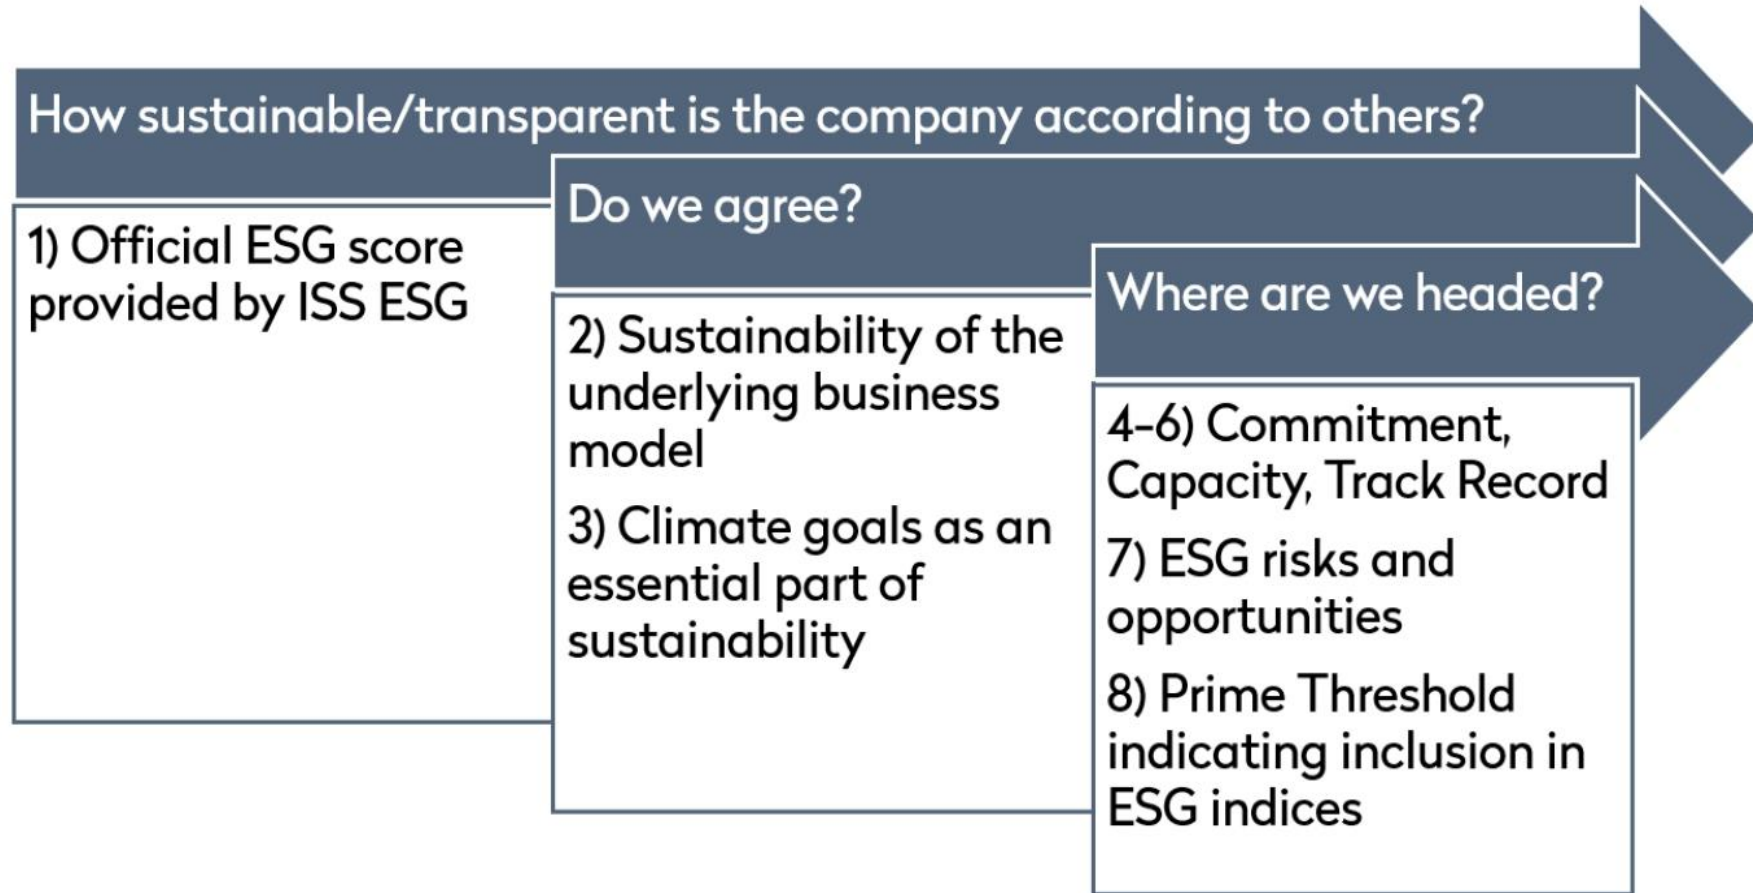 How sustainable/transparent is the company according to others?
1) Official ESG score
provided by ISS ESG
Do we agree?
2) Sustainability of the
underlying business
model
3) Climate goals as an
essential part of
sustainability
Where are we headed?
4-6) Commitment,
Capacity, Track Record
7) ESG risks and
opportunities
8) Prime Threshold
indicating inclusion in
ESG indices